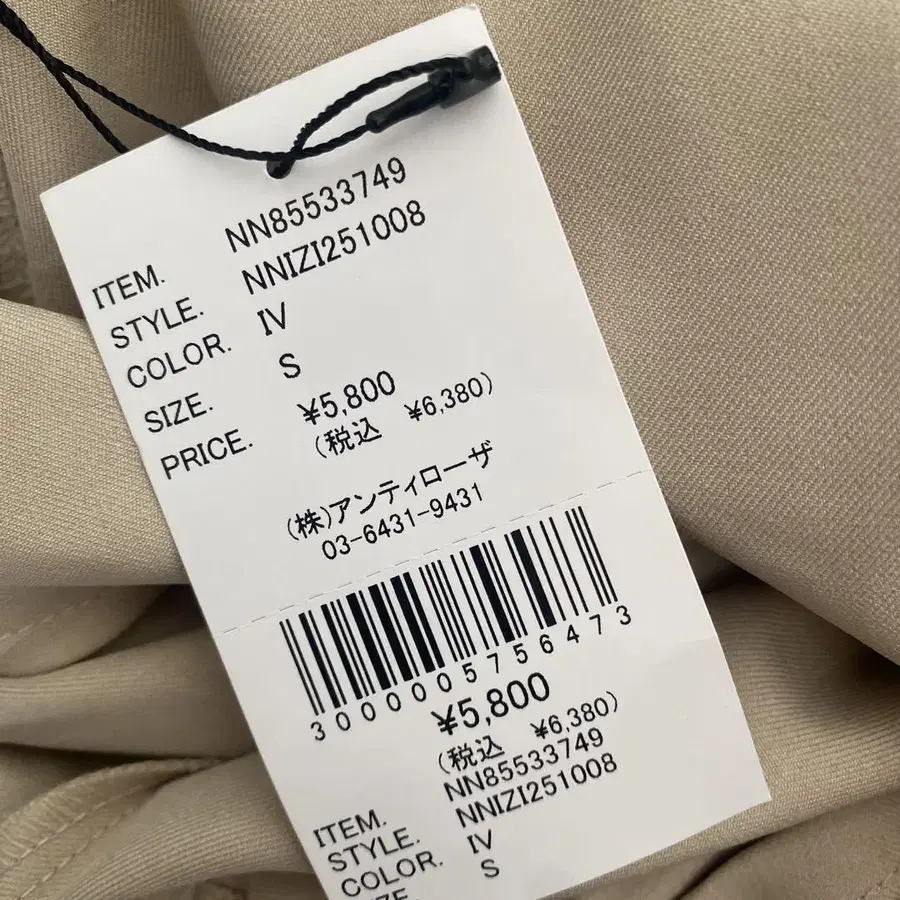 ITEM. NN85533749
STYLE. NNIZI251008
COLOR. IV
SIZE. S
PRICE. ¥5,800
(税込 ¥6,380)
(株)アンティローザ
03-6431-9431
3000005756473
¥5,800
(税込 ¥6,380)
ITEM. NN85533749
STYLE. NNIZI251008
COLOR. IV
S